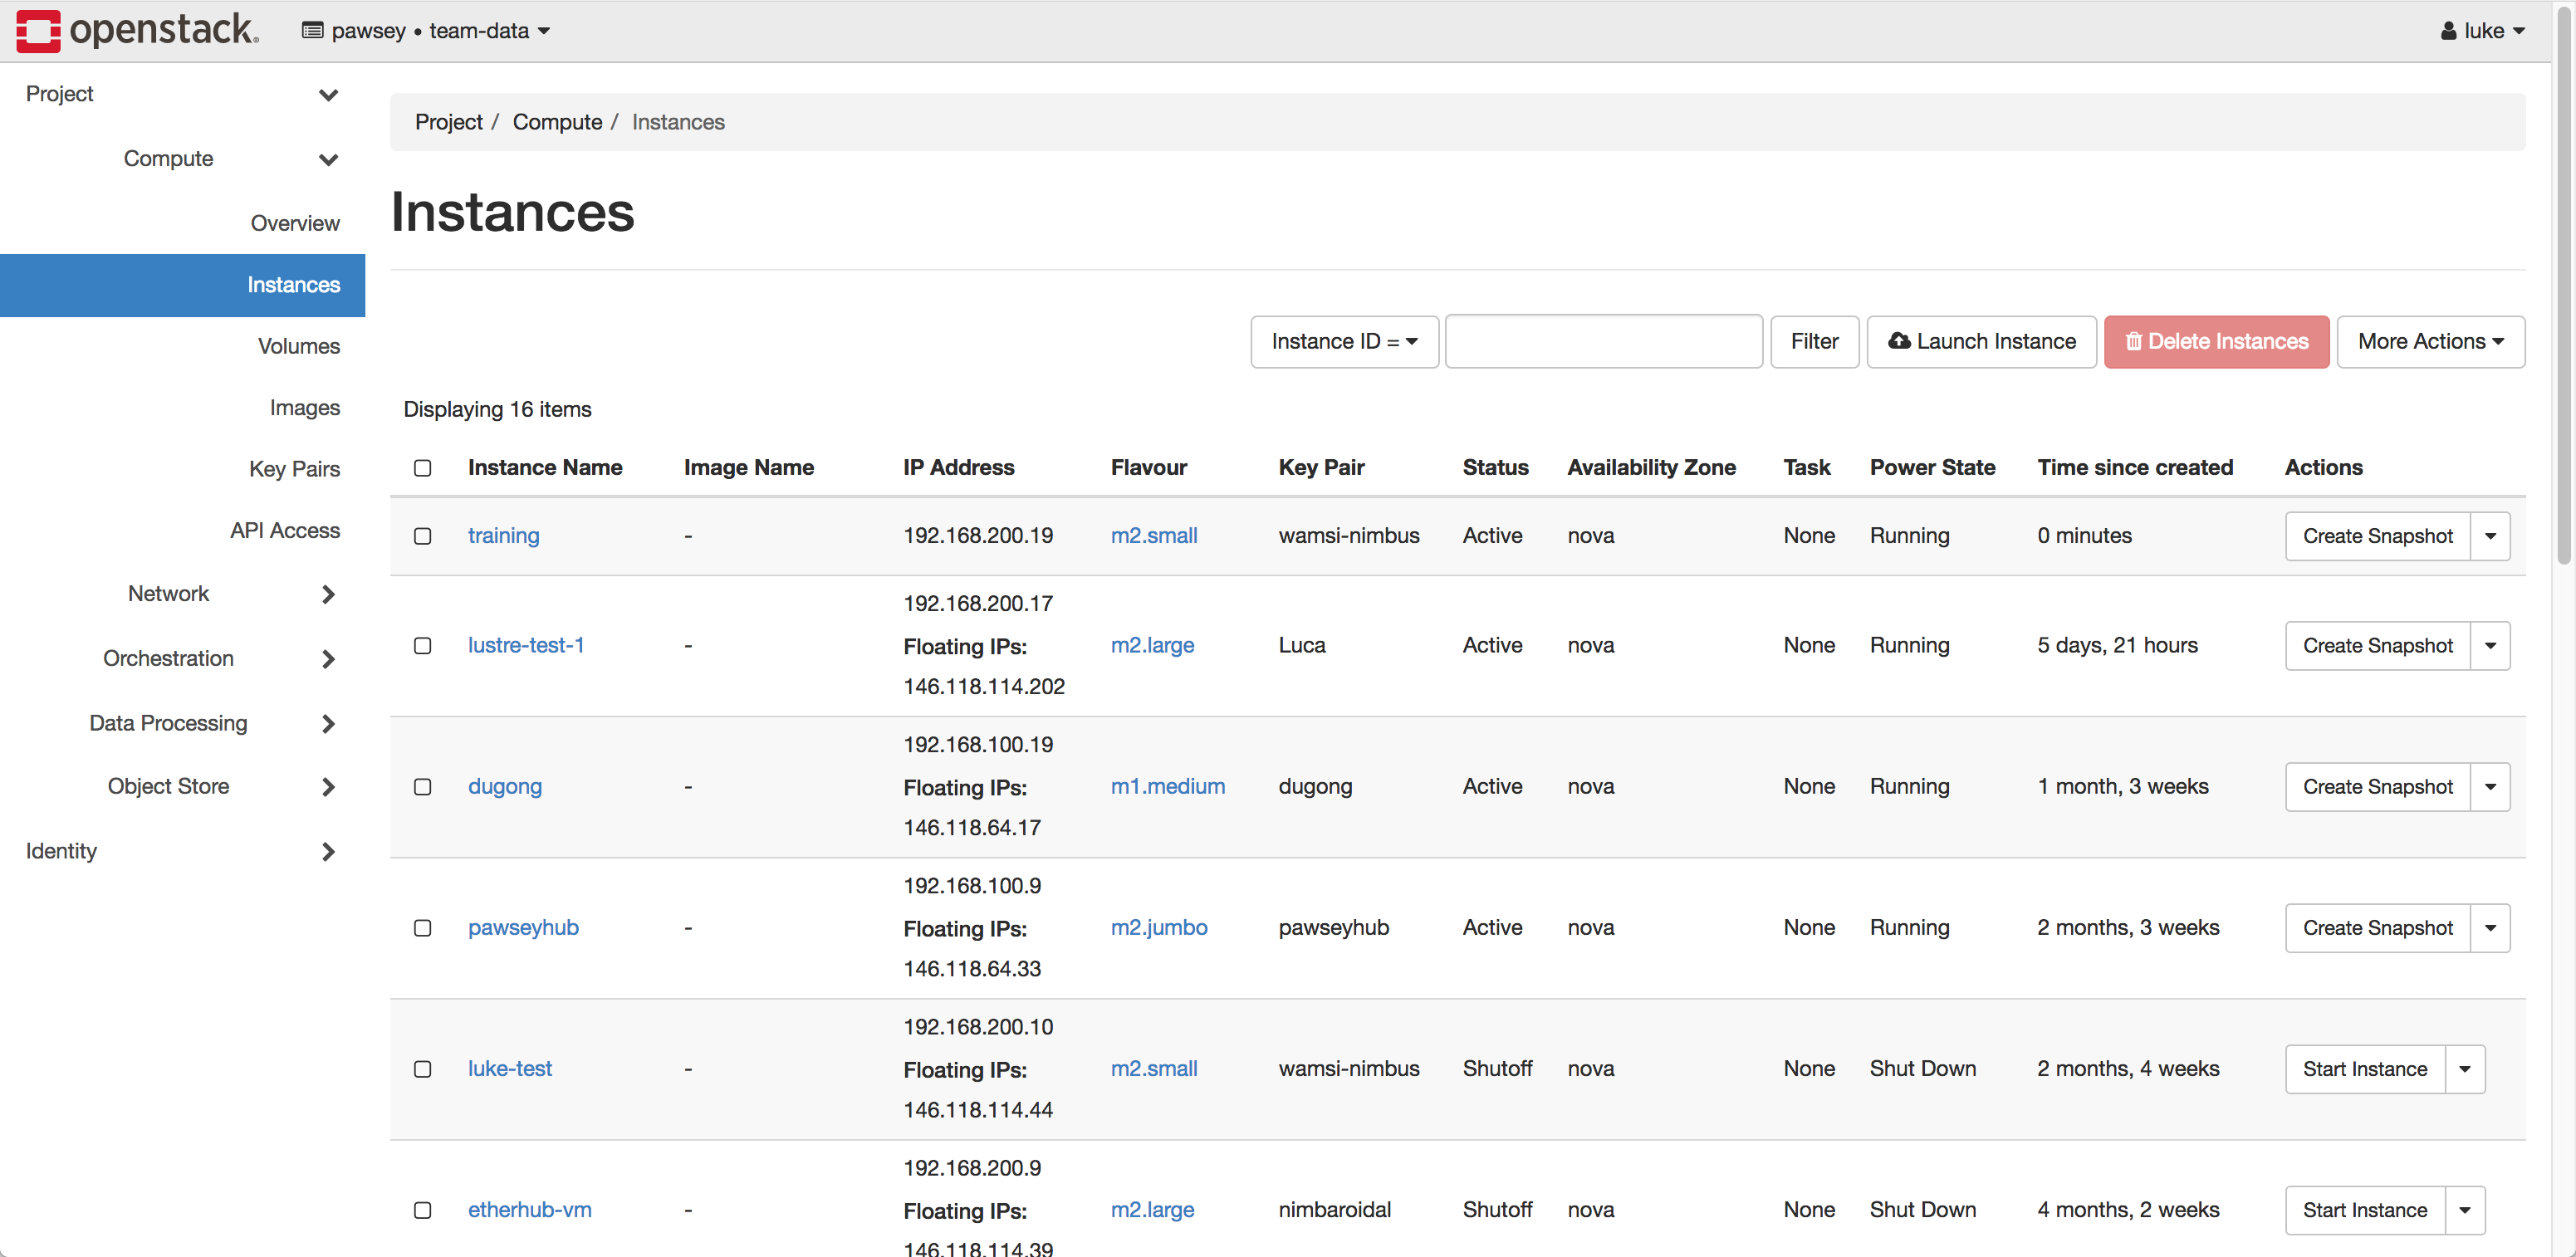 openstack.
pawsey • team-data
luke
Project
Compute
Overview
Instances
Volumes
Images
Key Pairs
API Access
Network
Orchestration
Data Processing
Object Store
Identity
Project / Compute / Instances
Instances
Instance ID = Filter Launch Instance Delete Instances More Actions
Displaying 16 items
Instance Name Image Name IP Address Flavour Key Pair Status Availability Zone Task Power State Time since created Actions
training - 192.168.200.19 m2.small wamsi-nimbus Active nova None Running 0 minutes Create Snapshot
192.168.200.17
Floating IPs:
146.118.114.202
lustre-test-1 - m2.large Luca Active nova None Running 5 days, 21 hours Create Snapshot
192.168.100.19
Floating IPs:
146.118.64.17
dugong - m1.medium dugong Active nova None Running 1 month, 3 weeks Create Snapshot
192.168.100.9
Floating IPs:
146.118.64.33
pawseyhub - m2.jumbo pawseyhub Active nova None Running 2 months, 3 weeks Create Snapshot
192.168.200.10
Floating IPs:
146.118.114.44
luke-test - m2.small wamsi-nimbus Shutoff nova None Shut Down 2 months, 4 weeks Start Instance
192.168.200.9
Floating IPs:
146.118.114.39
etherhub-vm - m2.large nimbaroidal Shutoff nova None Shut Down 4 months, 2 weeks Start Instance